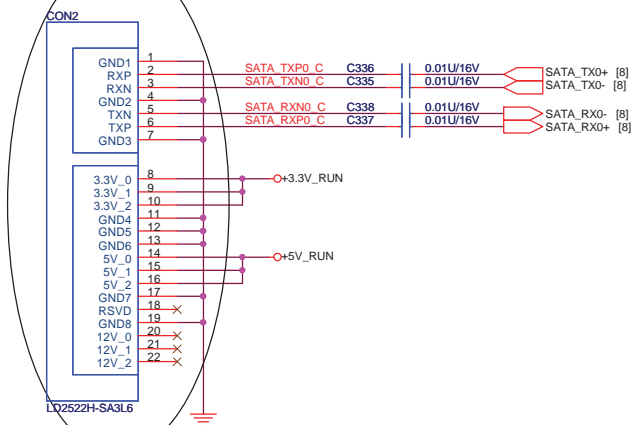 CON2
GND1 1
RXP 2 SATA_TXP0_C C336 0.01U/16V SATA_TX0+ [8]
RXN 3 SATA_TXN0_C C335 0.01U/16V SATA_TX0- [8]
GND2 4
TXN 5 SATA_RXN0_C C338 0.01U/16V SATA_RX0- [8]
TXP 6 SATA_RXP0_C C337 0.01U/16V SATA_RX0+ [8]
GND3 7
3.3V_0 8 +3.3V_RUN
3.3V_1 9
3.3V_2 10
GND4 11
GND5 12
GND6 13
5V_0 14 +5V_RUN
5V_1 15
5V_2 16
GND7 17
RSVD 18
GND8 19
12V_0 20
12V_1 21
12V_2 22
LD2522H-SA3L6